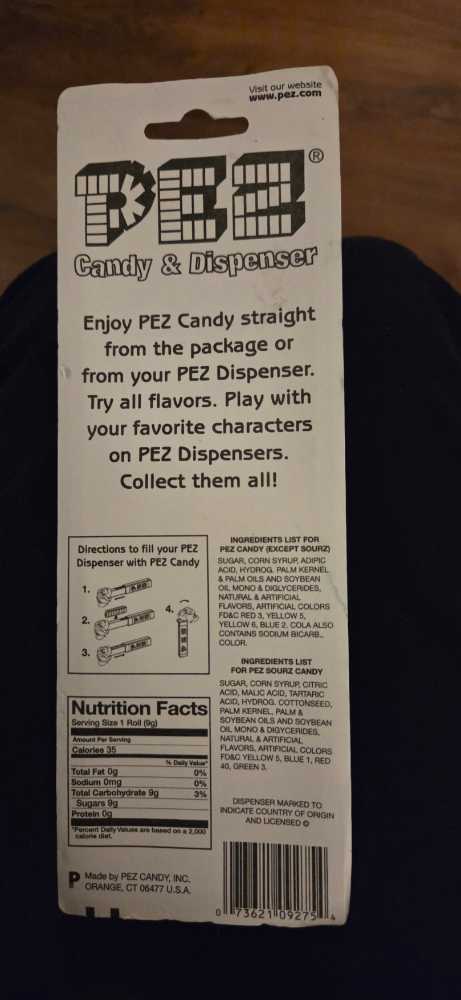 Visit our website
www.pez.com
PEZ®
Candy & Dispenser
Enjoy PEZ Candy straight
from the package or
from your PEZ Dispenser.
Try all flavors. Play with
your favorite characters
on PEZ Dispensers.
Collect them all!
Directions to fill your PEZ
Dispenser with PEZ Candy
1.
2.
3.
4.
INGREDIENTS LIST FOR
PEZ CANDY (EXCEPT SOURZ)
SUGAR, CORN SYRUP, ADIPIC
ACID, HYDROG. PALM KERNEL
& PALM OILS AND SOYBEAN
OIL, MONO & DIGLYCERIDES,
NATURAL & ARTIFICIAL
FLAVORS, ARTIFICIAL COLORS
FD&C RED 3, YELLOW 5,
YELLOW 6, BLUE 2. COLA ALSO
CONTAINS SODIUM BICARB.,
COLOR.
INGREDIENTS LIST
FOR PEZ SOURZ CANDY
SUGAR, CORN SYRUP, CITRIC
ACID, MALIC ACID, TARTARIC
ACID, HYDROG. COTTONSEED,
PALM KERNEL, PALM &
SOYBEAN OILS AND SOYBEAN
OIL MONO & DIGYCERIDES,
NATURAL & ARTIFICIAL
FLAVORS, ARTIFICIAL COLORS
FD&C YELLOW 5, BLUE 1, RED
40, GREEN 3.
Nutrition Facts
Serving Size 1 Roll (9g)
Amount Per Serving
Calories 35
% Daily Value*
Total Fat 0g 0%
Sodium 0mg 0%
Total Carbohydrate 9g 3%
Sugars 9g
Protein 0g
*Percent Daily Values are based on a 2,000
calorie diet.
DISPENSER MARKED TO
INDICATE COUNTRY OF ORIGIN
AND LICENSED ©
P Made by PEZ CANDY, INC.
ORANGE, CT 06477 U.S.A.
0 73621 09275 4